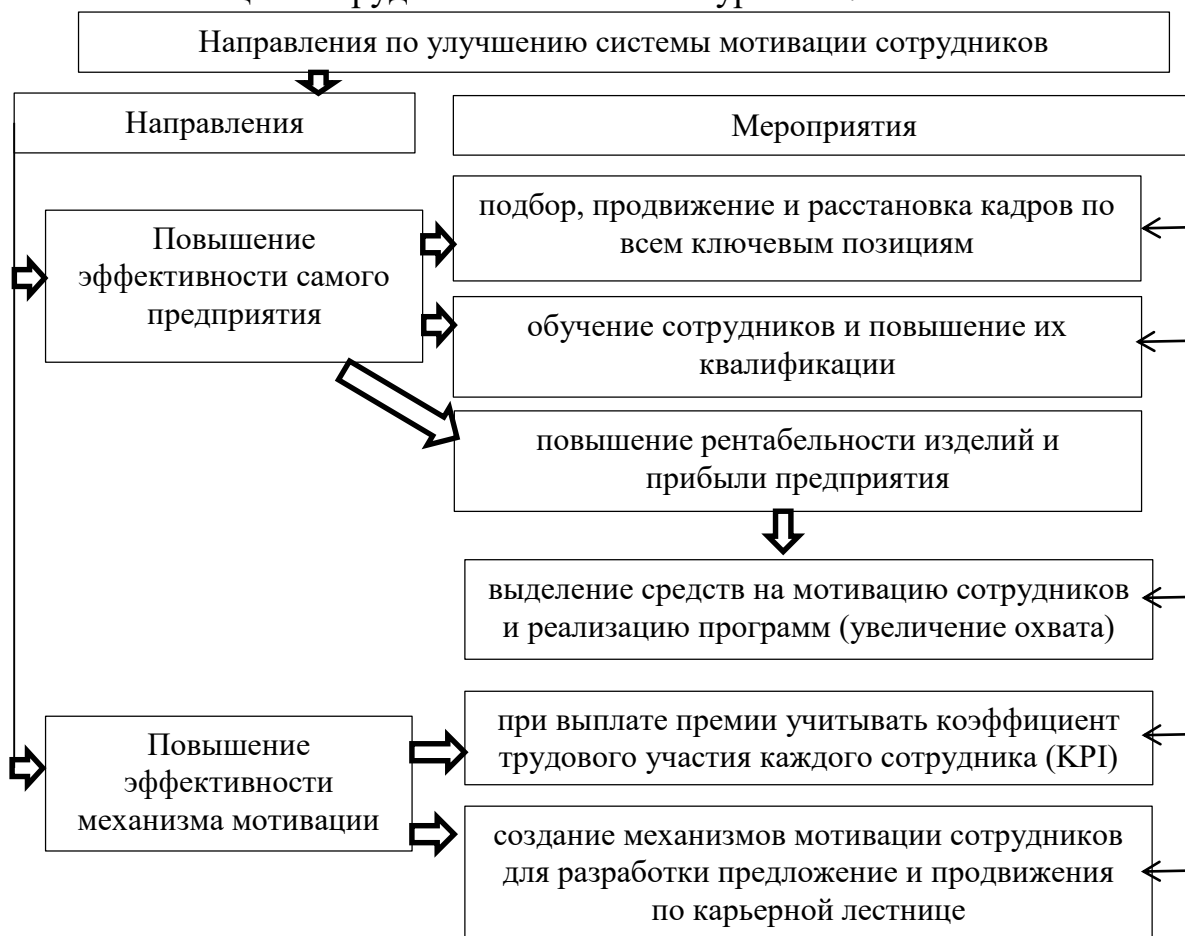 Направления по улучшению системы мотивации сотрудников
Направления
Мероприятия
Повышение
эффективности самого
предприятия
подбор, продвижение и расстановка кадров по
всем ключевым позициям
обучение сотрудников и повышение их
квалификации
повышение рентабельности изделий и
прибыли предприятия
выделение средств на мотивацию сотрудников
и реализацию программ (увеличение охвата)
Повышение
эффективности
механизма мотивации
при выплате премии учитывать коэффициент
трудового участия каждого сотрудника (KPI)
создание механизмов мотивации сотрудников
для разработки предложение и продвижения
по карьерной лестнице